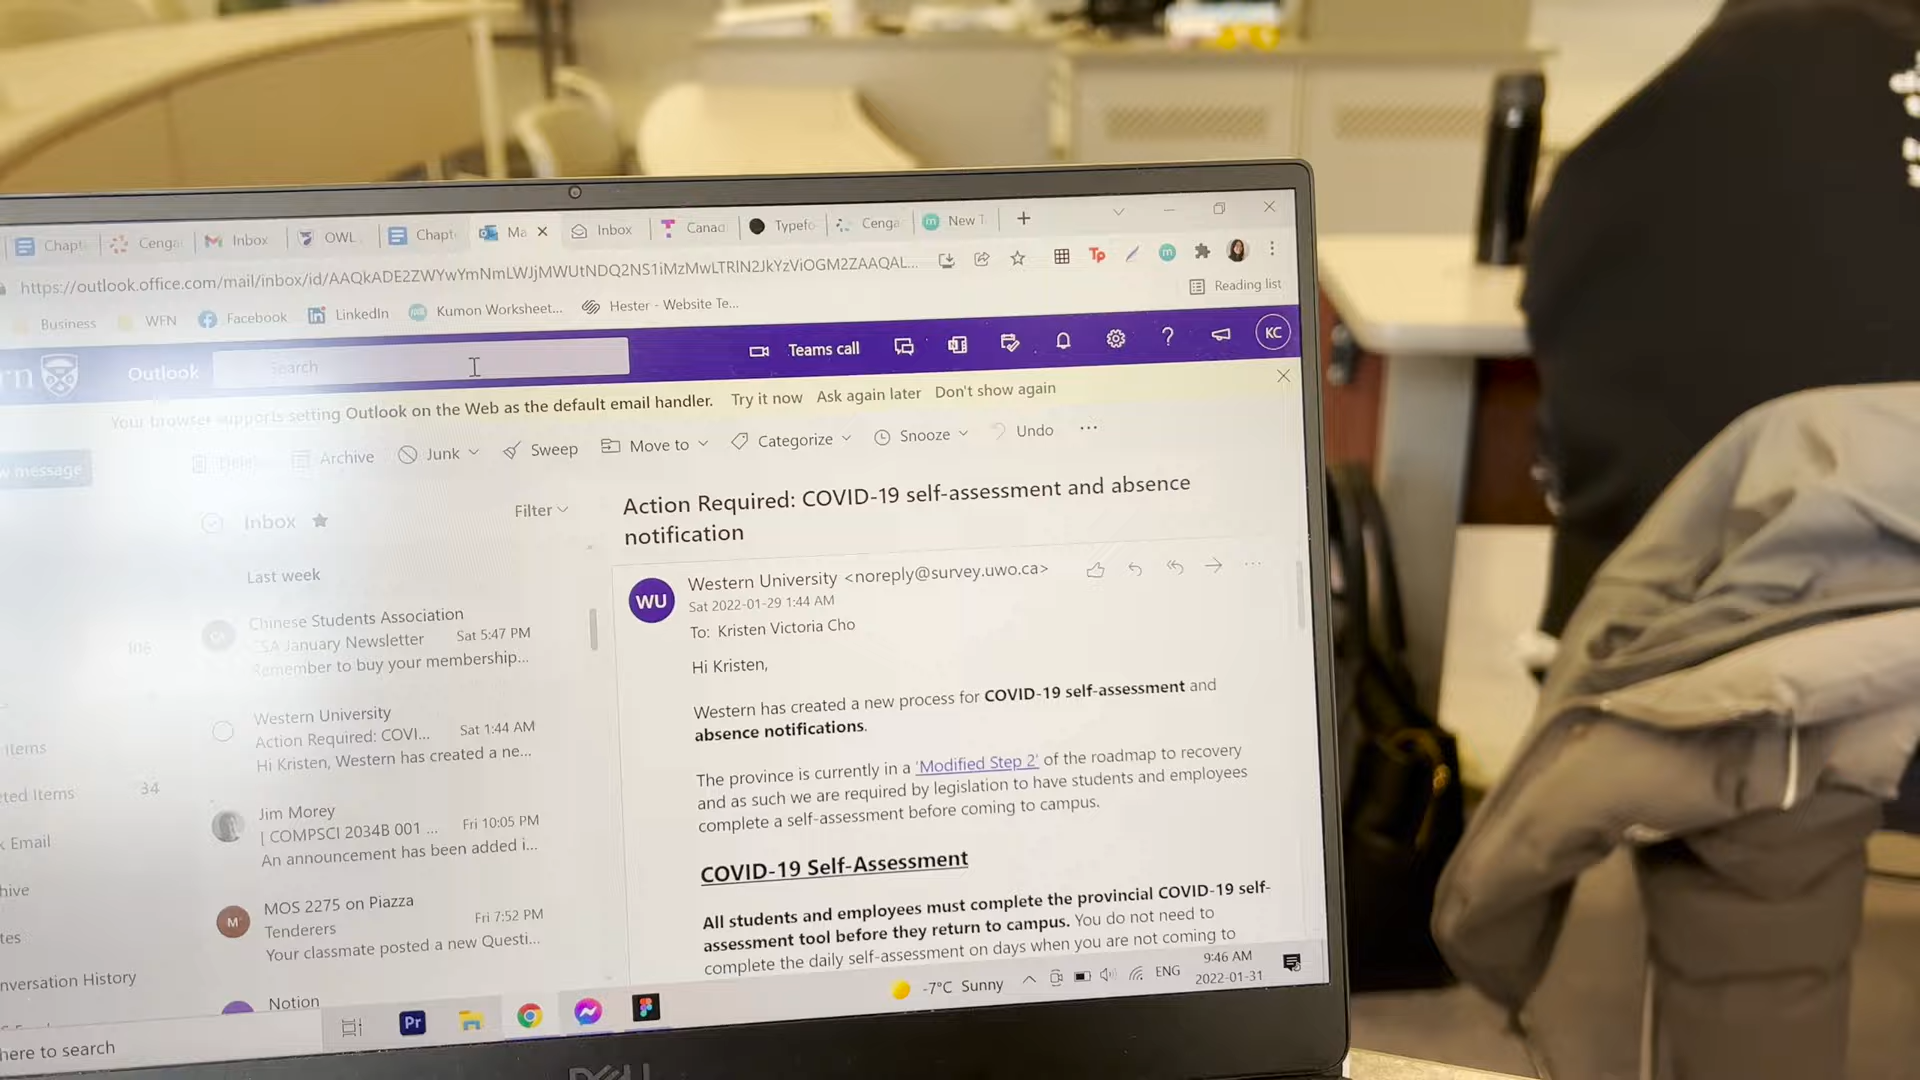 Chapt
Cenga
Inbox
OWL
Chapt
Ma
Inbox
Canad
Typefo
Cenga
New T
https://outlook.office.com/mail/inbox/id/AAQkADE2ZWYwYmNmLWJjMWUtNDQ2NS1iMzMwLTRlN2JkYzViOGM2ZAAQAL...
Tp
Reading list
Business
WFN
Facebook
LinkedIn
Kumon Worksheet...
Hester - Website Te...
rn
Outlook
Search
Teams call
KC
Your browser supports setting Outlook on the Web as the default email handler. Try it now Ask again later Don't show again
w message
Delete
Archive
Junk
Sweep
Move to
Categorize
Snooze
Undo
Inbox
Filter
Last week
Chinese Students Association
CSA January Newsletter Sat 5:47 PM
Remember to buy your membership...
Western University
Action Required: COVI... Sat 1:44 AM
Hi Kristen, Western has created a ne...
Jim Morey
[ COMPSCI 2034B 001 ... Fri 10:05 PM
An announcement has been added i...
M
MOS 2275 on Piazza
Tenderers Fri 7:52 PM
Your classmate posted a new Questi...
Notion
Items
ted Items 34
k Email
hive
tes
nversation History
Action Required: COVID-19 self-assessment and absence
notification
WU
Western University <noreply@survey.uwo.ca>
Sat 2022-01-29 1:44 AM
To: Kristen Victoria Cho
Hi Kristen,
Western has created a new process for COVID-19 self-assessment and
absence notifications.
The province is currently in a 'Modified Step 2' of the roadmap to recovery
and as such we are required by legislation to have students and employees
complete a self-assessment before coming to campus.
COVID-19 Self-Assessment
All students and employees must complete the provincial COVID-19 self-
assessment tool before they return to campus. You do not need to
complete the daily self-assessment on days when you are not coming to
here to search
Pr
-7°C Sunny
ENG
9:46 AM
2022-01-31
DELL